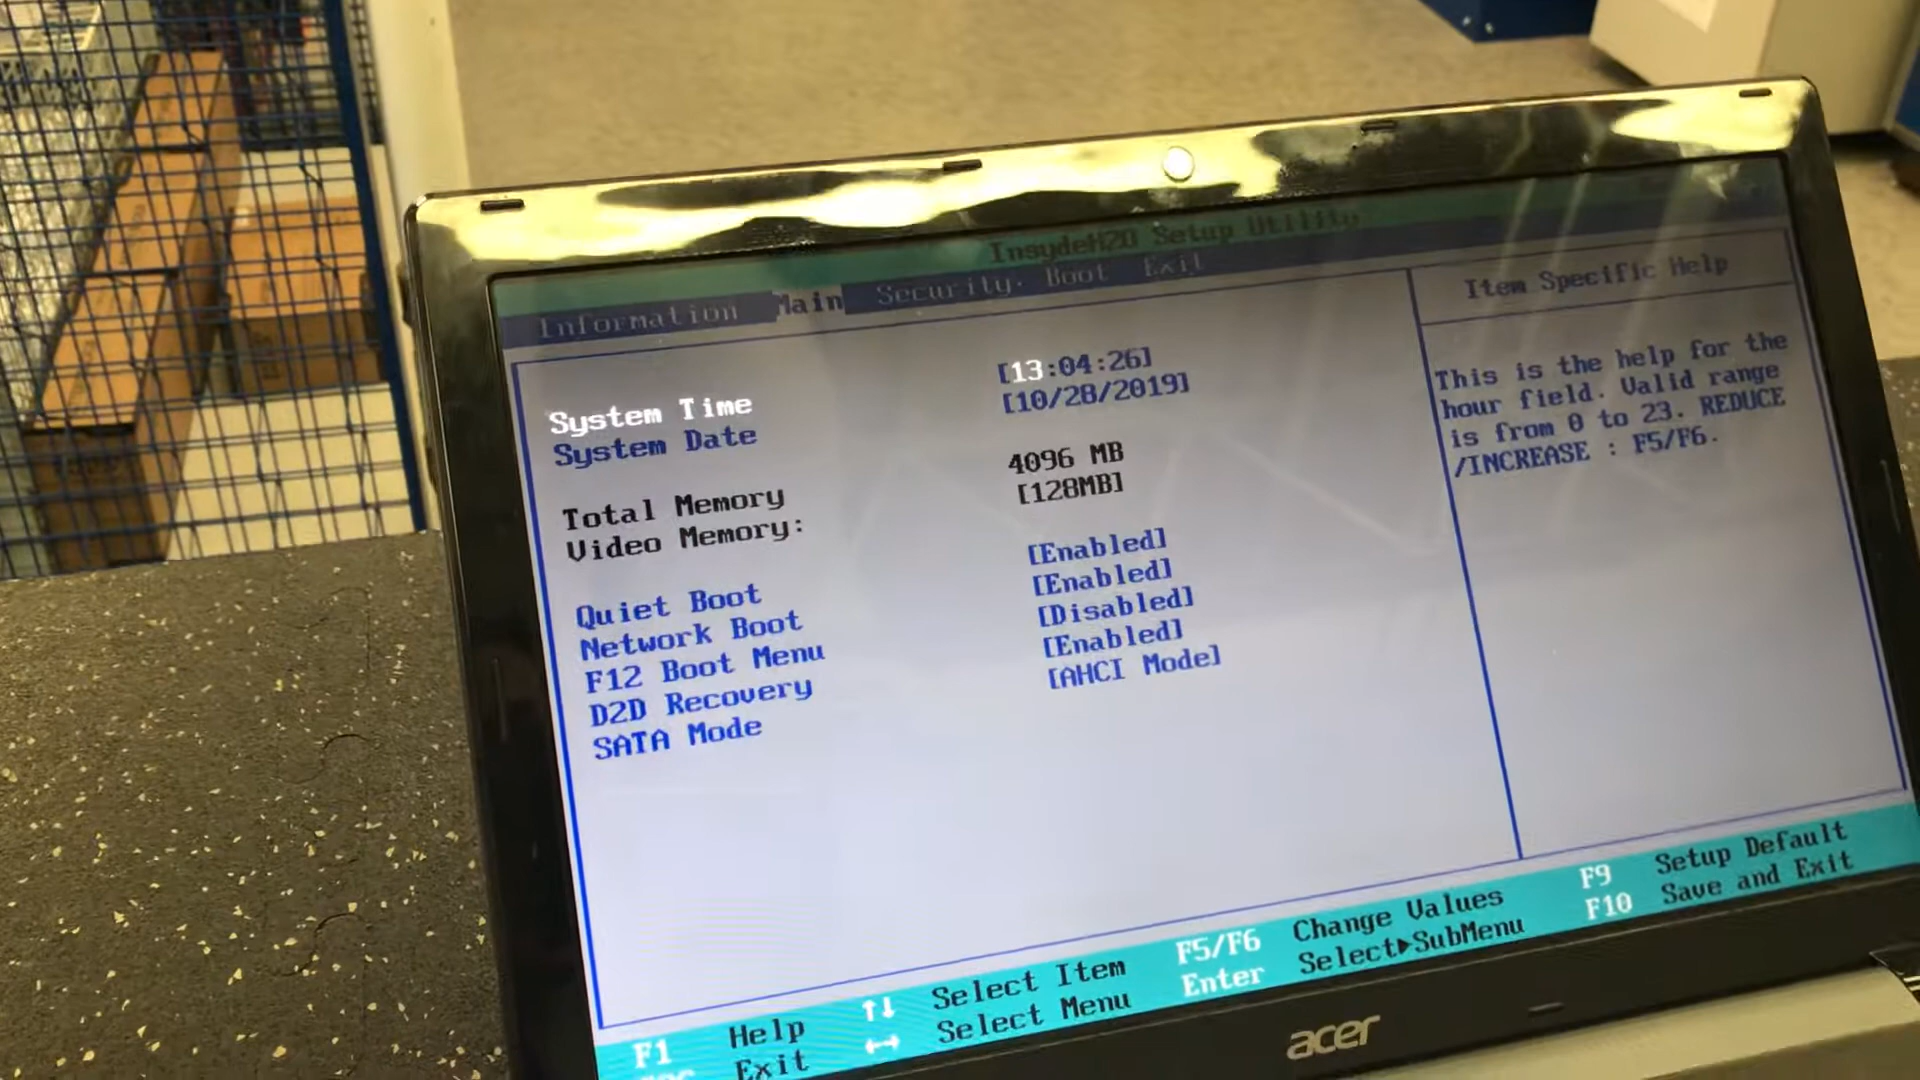 InsydeH2O Setup Utility
Information Main Security Boot Exit
System Time [13:04:26]
System Date [10/28/2019]
Total Memory 4096 MB
Video Memory: [128MB]
Quiet Boot [Enabled]
Network Boot [Enabled]
F12 Boot Menu [Disabled]
D2D Recovery [Enabled]
SATA Mode [AHCI Mode]
Item Specific Help
This is the help for the
hour field. Valid range
is from 0 to 23. REDUCE
/INCREASE : F5/F6.
F1 Help ↑↓ Select Item F5/F6 Change Values F9 Setup Default
Exit ↔ Select Menu Enter Select▶SubMenu F10 Save and Exit
acer